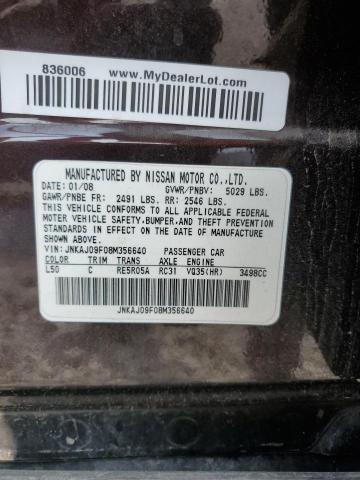 836006 www.MyDealerLot.com
MANUFACTURED BY NISSAN MOTOR CO.,LTD.
DATE: 01/08 GVWR/PNBV: 5029 LBS.
GAWR/PNBE FR: 2491 LBS. RR: 2546 LBS.
THIS VEHICLE CONFORMS TO ALL APPLICABLE FEDERAL
MOTOR VEHICLE SAFETY,BUMPER,AND THEFT PREVENTION
STANDARDS IN EFFECT ON THE DATE OF MANUFACTURE
SHOWN ABOVE.
VIN: JNKAJ09F08M356640 PASSENGER CAR
COLOR TRIM TRANS AXLE ENGINE
L50 C RE5R05A RC31 VQ35(HR) 3498CC
JNKAJ09F08M356640